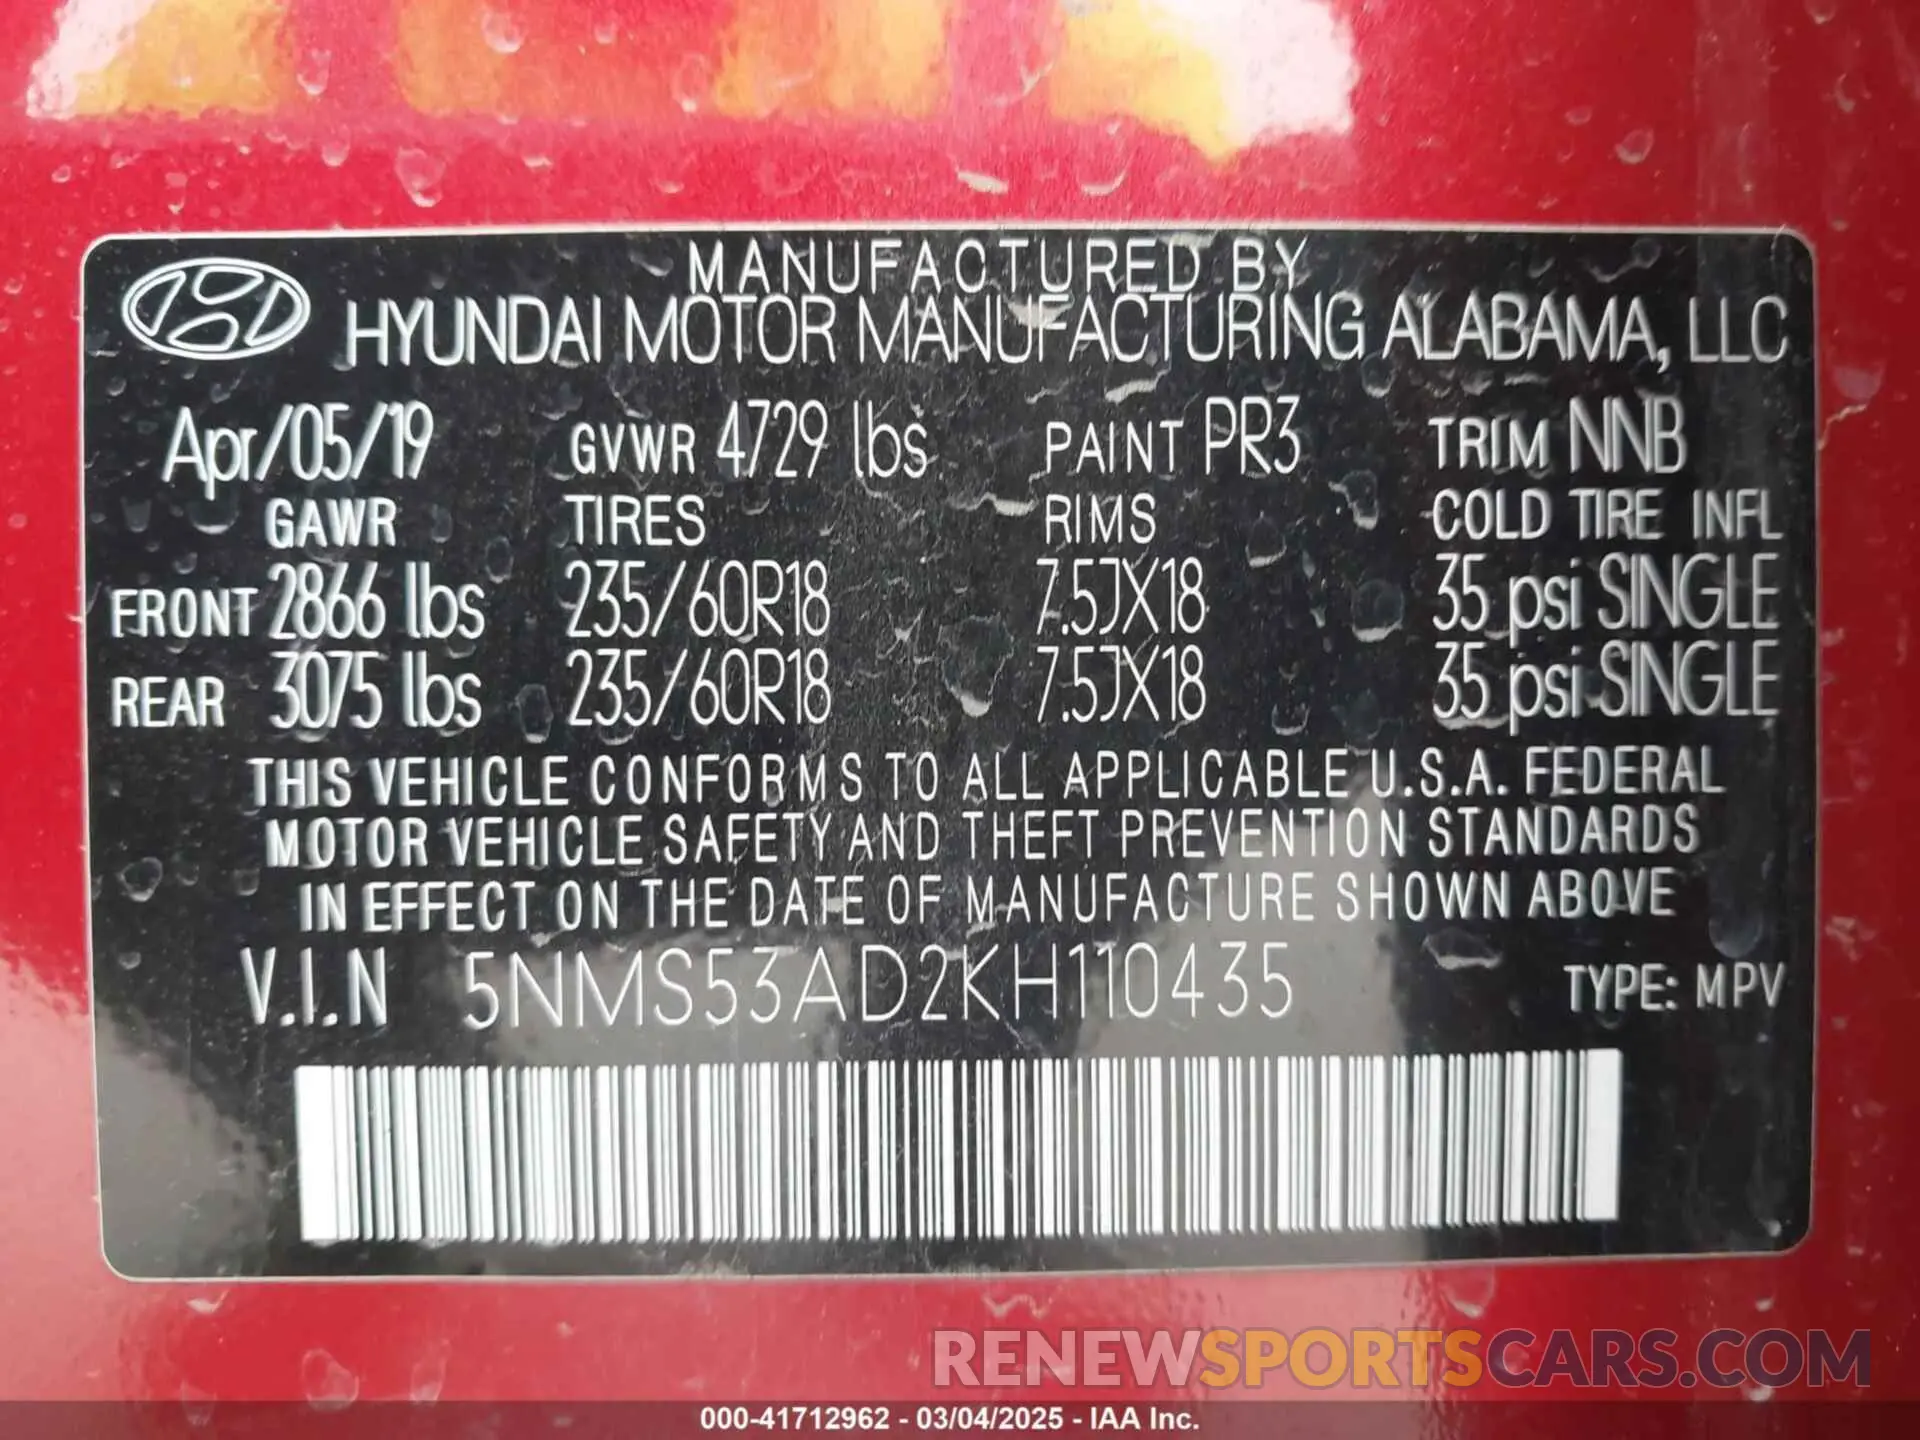 MANUFACTURED BY
HYUNDAI MOTOR MANUFACTURING ALABAMA, LLC
Apr/05/19 GVWR 4729 lbs PAINT PR3 TRIM NNB
GAWR TIRES RIMS COLD TIRE INFL
FRONT 2866 lbs 235/60R18 7.5JX18 35 psi SINGLE
REAR 3075 lbs 235/60R18 7.5JX18 35 psi SINGLE
THIS VEHICLE CONFORMS TO ALL APPLICABLE U.S.A. FEDERAL
MOTOR VEHICLE SAFETY AND THEFT PREVENTION STANDARDS
IN EFFECT ON THE DATE OF MANUFACTURE SHOWN ABOVE
V.I.N 5NMS53AD2KH110435 TYPE: MPV
RENEWSPORTSCARS.COM
000-41712962 - 03/04/2025 - IAA Inc.